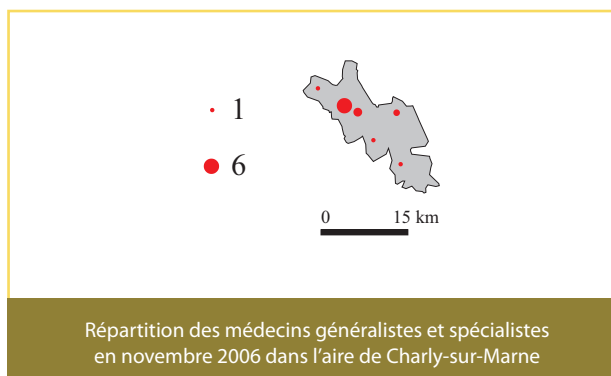 1
6
0 15 km
Répartition des médecins généralistes et spécialistes
en novembre 2006 dans l’aire de Charly-sur-Marne